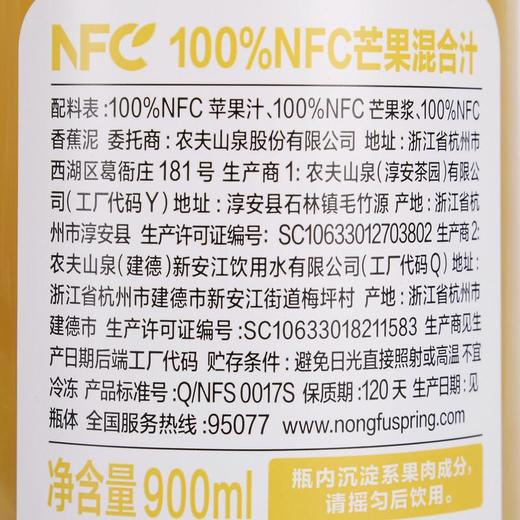 NFC 100%NFC芒果混合汁
配料表:100%NFC 苹果汁、100%NFC 芒果浆、100%NFC
香蕉泥 委托商:农夫山泉股份有限公司 地址:浙江省杭州市
西湖区葛衙庄 181 号 生产商 1:农夫山泉(淳安茶园)有限公
司(工厂代码Y) 地址:淳安县石林镇毛竹源 产地:浙江省杭
州市淳安县 生产许可证编号: SC10633012703802 生产商2:
农夫山泉(建德)新安江饮用水有限公司(工厂代码Q) 地址:
浙江省杭州市建德市新安江街道梅坪村 产地:浙江省杭州市
建德市 生产许可证编号:SC10633018211583 生产商见生
产日期后端工厂代码 贮存条件:避免日光直接照射或高温 不宜
冷冻 产品标准号:Q/NFS 0017S 保质期:120 天 生产日期:见
瓶体 全国服务热线:95077 www.nongfuspring.com
净含量900ml
瓶内沉淀系果肉成分,
请摇匀后饮用。